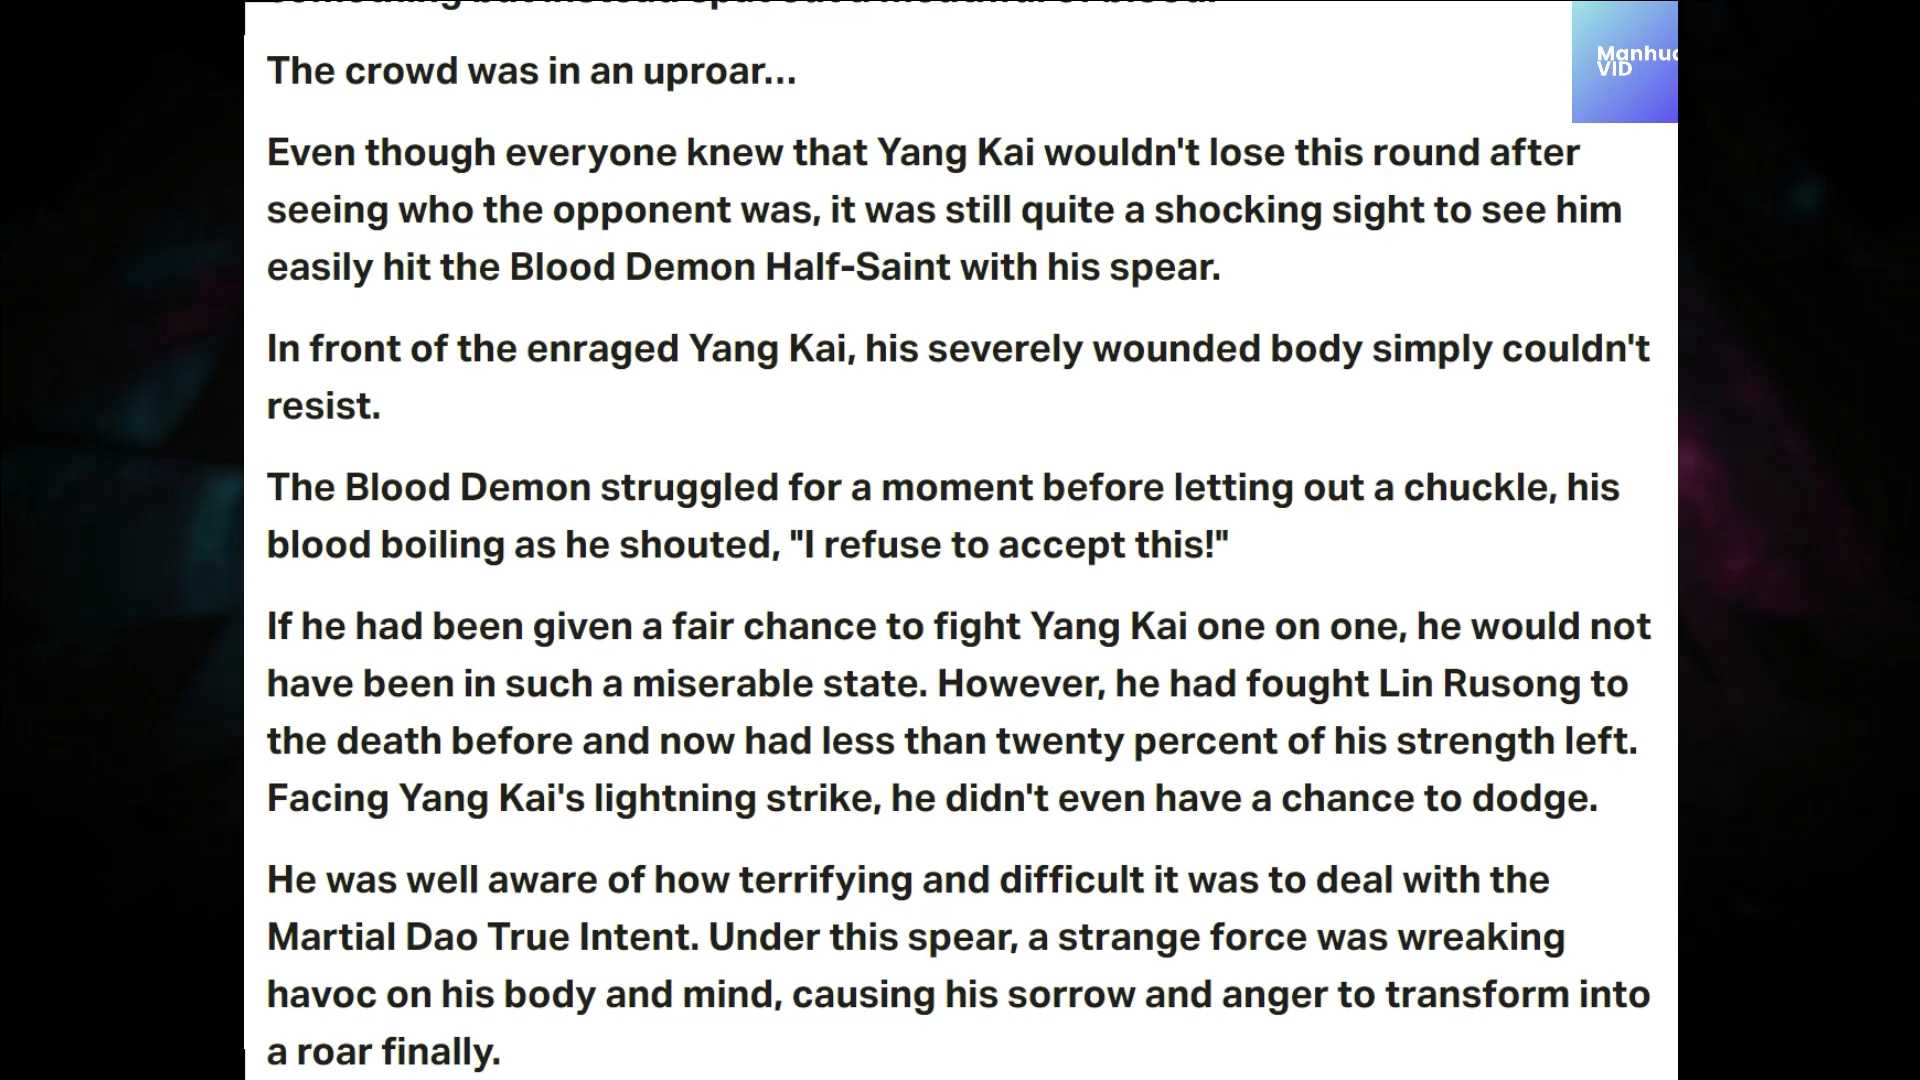 The crowd was in an uproar...
Manhua
VID
Even though everyone knew that Yang Kai wouldn't lose this round after
seeing who the opponent was, it was still quite a shocking sight to see him
easily hit the Blood Demon Half-Saint with his spear.
In front of the enraged Yang Kai, his severely wounded body simply couldn't
resist.
The Blood Demon struggled for a moment before letting out a chuckle, his
blood boiling as he shouted, "I refuse to accept this!"
If he had been given a fair chance to fight Yang Kai one on one, he would not
have been in such a miserable state. However, he had fought Lin Rusong to
the death before and now had less than twenty percent of his strength left.
Facing Yang Kai's lightning strike, he didn't even have a chance to dodge.
He was well aware of how terrifying and difficult it was to deal with the
Martial Dao True Intent. Under this spear, a strange force was wreaking
havoc on his body and mind, causing his sorrow and anger to transform into
a roar finally.